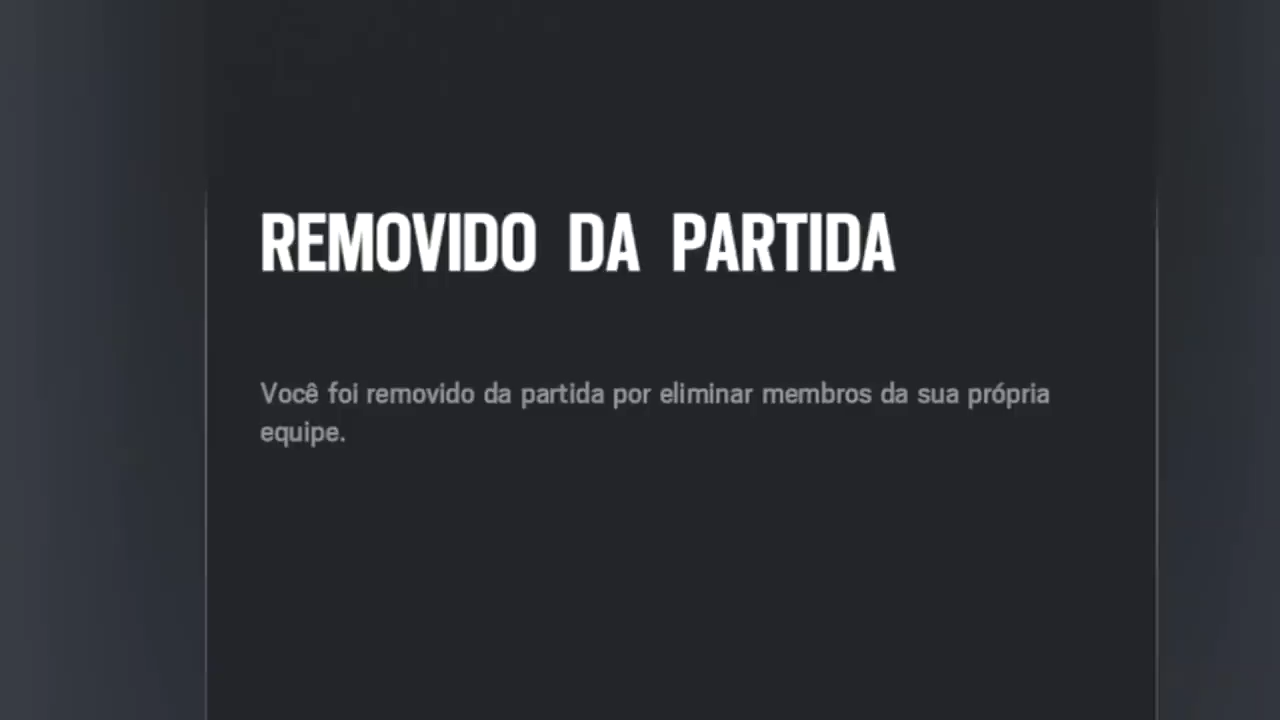 REMOVIDO DA PARTIDA
Você foi removido da partida por eliminar membros da sua própria
equipe.